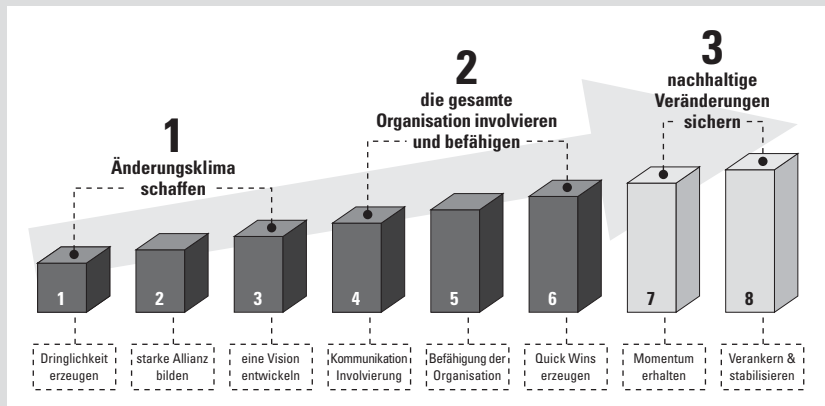 1
Änderungsklima
schaffen
2
die gesamte
Organisation involvieren
und befähigen
3
nachhaltige
Veränderungen
sichern
1
2
3
4
5
6
7
8
Dringlichkeit
erzeugen
starke Allianz
bilden
eine Vision
entwickeln
Kommunikation
Involvierung
Befähigung der
Organisation
Quick Wins
erzeugen
Momentum
erhalten
Verankern &
stabilisieren